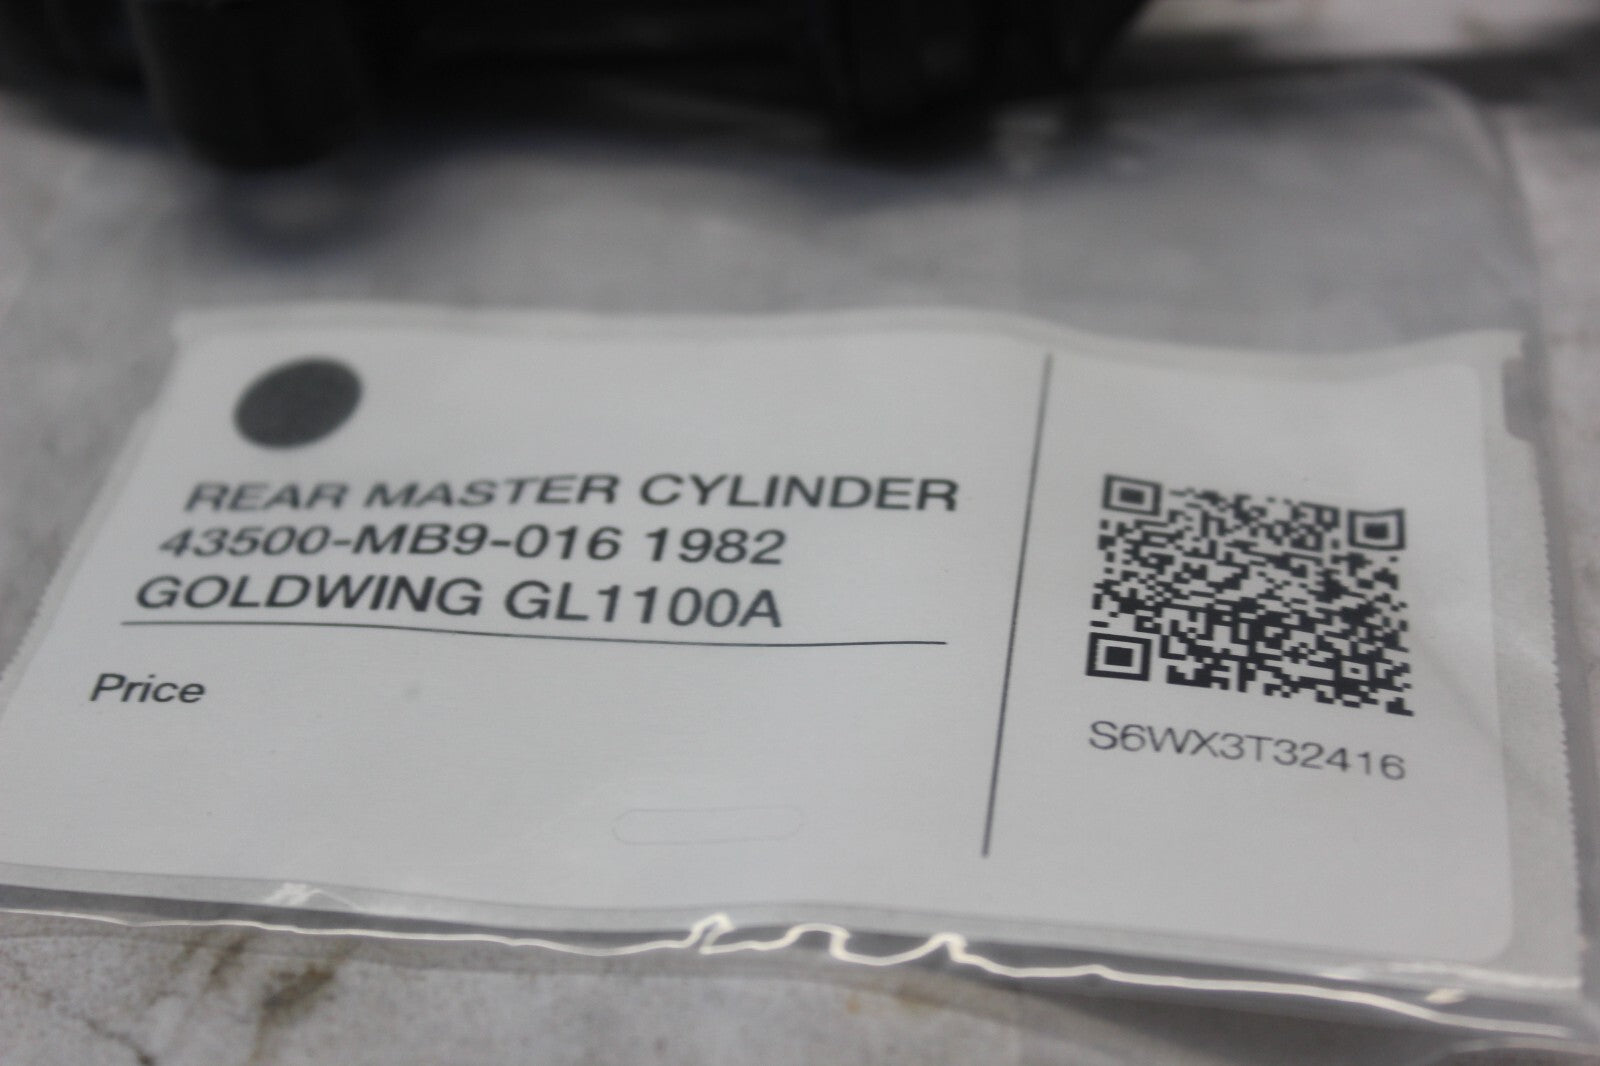 REAR MASTER CYLINDER
43500-MB9-016 1982
GOLDWING GL1100A
Price
S6WX3T32416